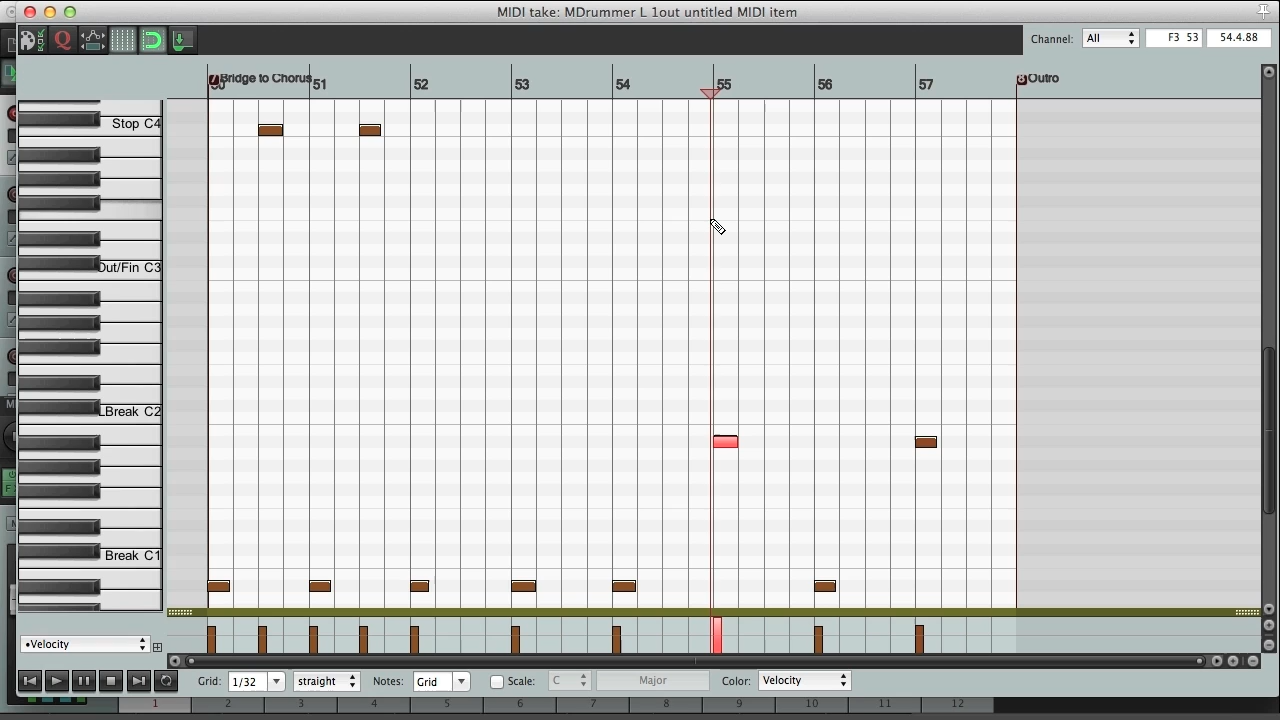 MIDI take: MDrummer L 1out untitled MIDI item
Q
Channel: All F3 53 54.4.88
7 Bridge to Chorus 8 Outro
50 51 52 53 54 55 56 57
Stop C4
Out/Fin C3
LBreak C2
Break C1
•Velocity
Grid: 1/32 straight Notes: Grid Scale: C Major Color: Velocity
1 2 3 4 5 6 7 8 9 10 11 12